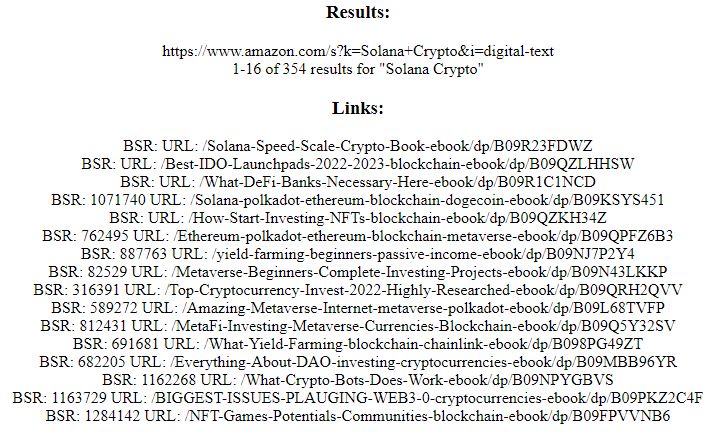 Results:
https://www.amazon.com/s?k=Solana+Crypto&i=digital-text
1-16 of 354 results for "Solana Crypto"
Links:
BSR: URL: /Solana-Speed-Scale-Crypto-Book-ebook/dp/B09R23FDWZ
BSR: URL: /Best-IDO-Launchpads-2022-2023-blockchain-ebook/dp/B09QZLHHSW
BSR: URL: /What-DeFi-Banks-Necessary-Here-ebook/dp/B09R1C1NCD
BSR: 1071740 URL: /Solana-polkadot-ethereum-blockchain-dogecoin-ebook/dp/B09KSYS451
BSR: URL: /How-Start-Investing-NFTs-blockchain-ebook/dp/B09QZKH34Z
BSR: 762495 URL: /Ethereum-polkadot-ethereum-blockchain-metaverse-ebook/dp/B09QPFZ6B3
BSR: 887763 URL: /yield-farming-beginners-passive-income-ebook/dp/B09NJ7P2Y4
BSR: 82529 URL: /Metaverse-Beginners-Complete-Investing-Projects-ebook/dp/B09N43LKKP
BSR: 316391 URL: /Top-Cryptocurrency-Invest-2022-Highly-Researched-ebook/dp/B09QRH2QVV
BSR: 589272 URL: /Amazing-Metaverse-Internet-metaverse-polkadot-ebook/dp/B09L68TVFP
BSR: 812431 URL: /MetaFi-Investing-Metaverse-Currencies-Blockchain-ebook/dp/B09Q5Y32SV
BSR: 691681 URL: /What-Yield-Farming-blockchain-chainlink-ebook/dp/B098PG49ZT
BSR: 682205 URL: /Everything-About-DAO-investing-cryptocurrencies-ebook/dp/B09MBB96YR
BSR: 1162268 URL: /What-Crypto-Bots-Does-Work-ebook/dp/B09NPYGBVS
BSR: 1163729 URL: /BIGGEST-ISSUES-PLAUGING-WEB3-0-cryptocurrencies-ebook/dp/B09PKZ2C4F
BSR: 1284142 URL: /NFT-Games-Potentials-Communities-blockchain-ebook/dp/B09FPVVNB6